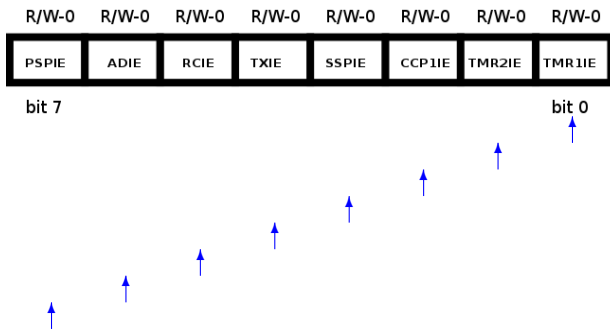 R/W-0 R/W-0 R/W-0 R/W-0 R/W-0 R/W-0 R/W-0 R/W-0
PSPIE ADIE RCIE TXIE SSPIE CCP1IE TMR2IE TMR1IE
bit 7 bit 0